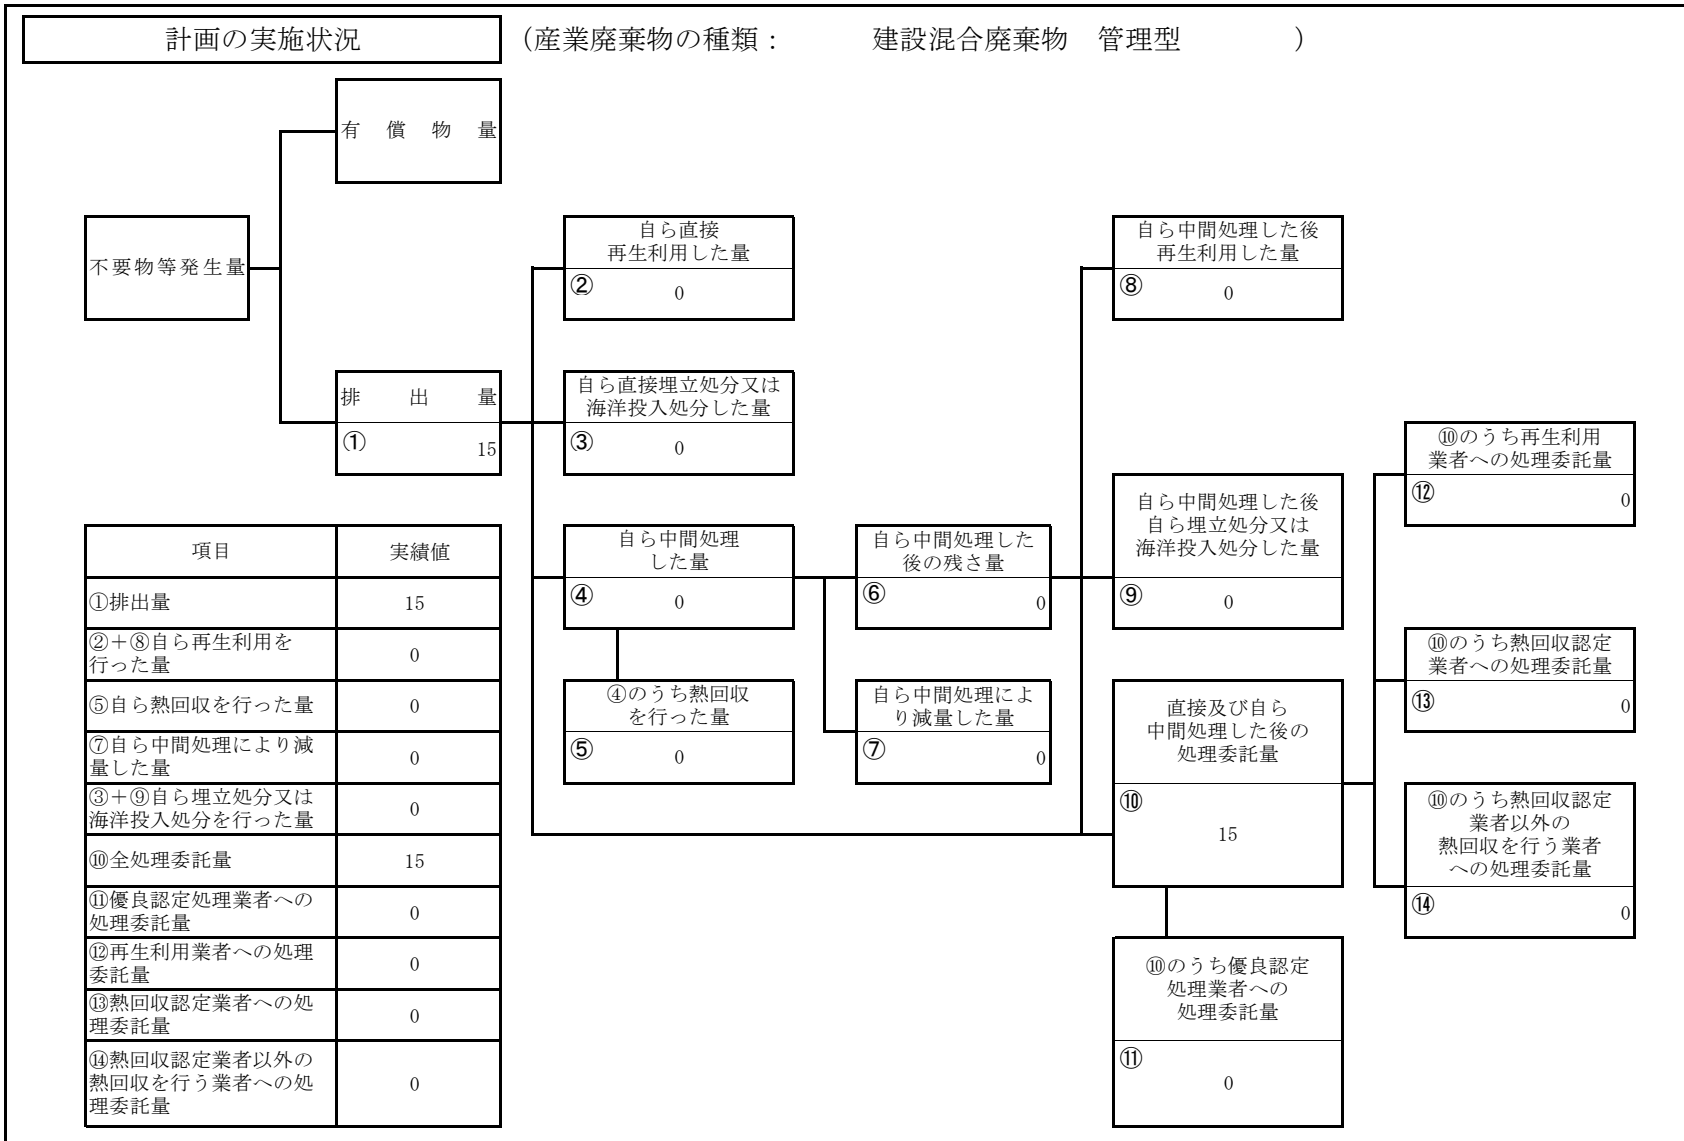 計画の実施状況
（産業廃棄物の種類：　建設混合廃棄物　管理型　）
有償物量
不要物等発生量
排出量
①
15
自ら直接
再生利用した量
②
0
自ら直接埋立処分又は
海洋投入処分した量
③
0
自ら中間処理
した量
④
0
④のうち熱回収
を行った量
⑤
0
自ら中間処理した
後の残さ量
⑥
0
自ら中間処理によ
り減量した量
⑦
0
自ら中間処理した後
再生利用した量
⑧
0
自ら中間処理した後
自ら埋立処分又は
海洋投入処分した量
⑨
0
直接及び自ら
中間処理した後の
処理委託量
⑩
15
⑩のうち優良認定
処理業者への
処理委託量
⑪
0
⑩のうち再生利用
業者への処理委託量
⑫
0
⑩のうち熱回収認定
業者への処理委託量
⑬
0
⑩のうち熱回収認定
業者以外の
熱回収を行う業者
への処理委託量
⑭
0
項目　実績値
①排出量　15
②＋⑧自ら再生利用を
行った量　0
⑤自ら熱回収を行った量　0
⑦自ら中間処理により減
量した量　0
③＋⑨自ら埋立処分又は
海洋投入処分を行った量　0
⑩全処理委託量　15
⑪優良認定処理業者への
処理委託量　0
⑫再生利用業者への処理
委託量　0
⑬熱回収認定業者への処
理委託量　0
⑭熱回収認定業者以外の
熱回収を行う業者への処
理委託量　0